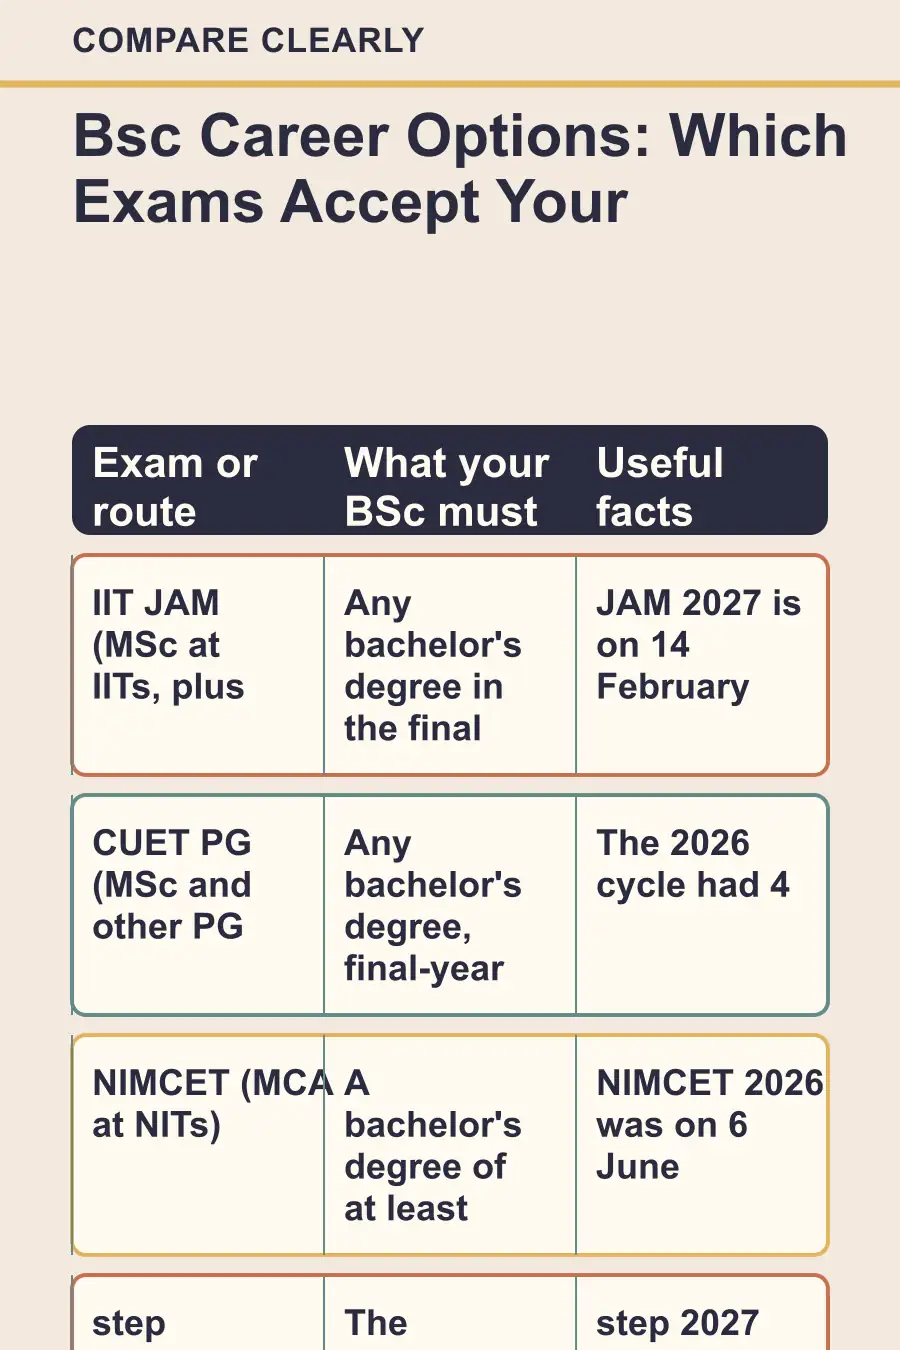 COMPARE CLEARLY
Bsc Career Options: Which
Exams Accept Your
Exam or
route
What your
BSc must
Useful
facts
IIT JAM
(MSc at
IITs, plus
Any
bachelor's
degree in
the final
JAM 2027 is
on 14
February
CUET PG
(MSc and
other PG
Any
bachelor's
degree,
final-year
The 2026
cycle had 4
NIMCET (MCA
at NITs)
A
bachelor's
degree of
at least
NIMCET 2026
was on 6
June
step
The
step 2027